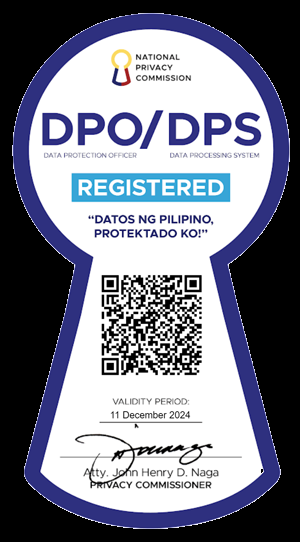 NATIONAL
PRIVACY
COMMISSION
DPO/DPS
DATA PROTECTION OFFICER DATA PROCESSING SYSTEM
REGISTERED
“DATOS NG PILIPINO,
PROTEKTADO KO!”
VALIDITY PERIOD:
11 December 2024
Atty. John Henry D. Naga
PRIVACY COMMISSIONER